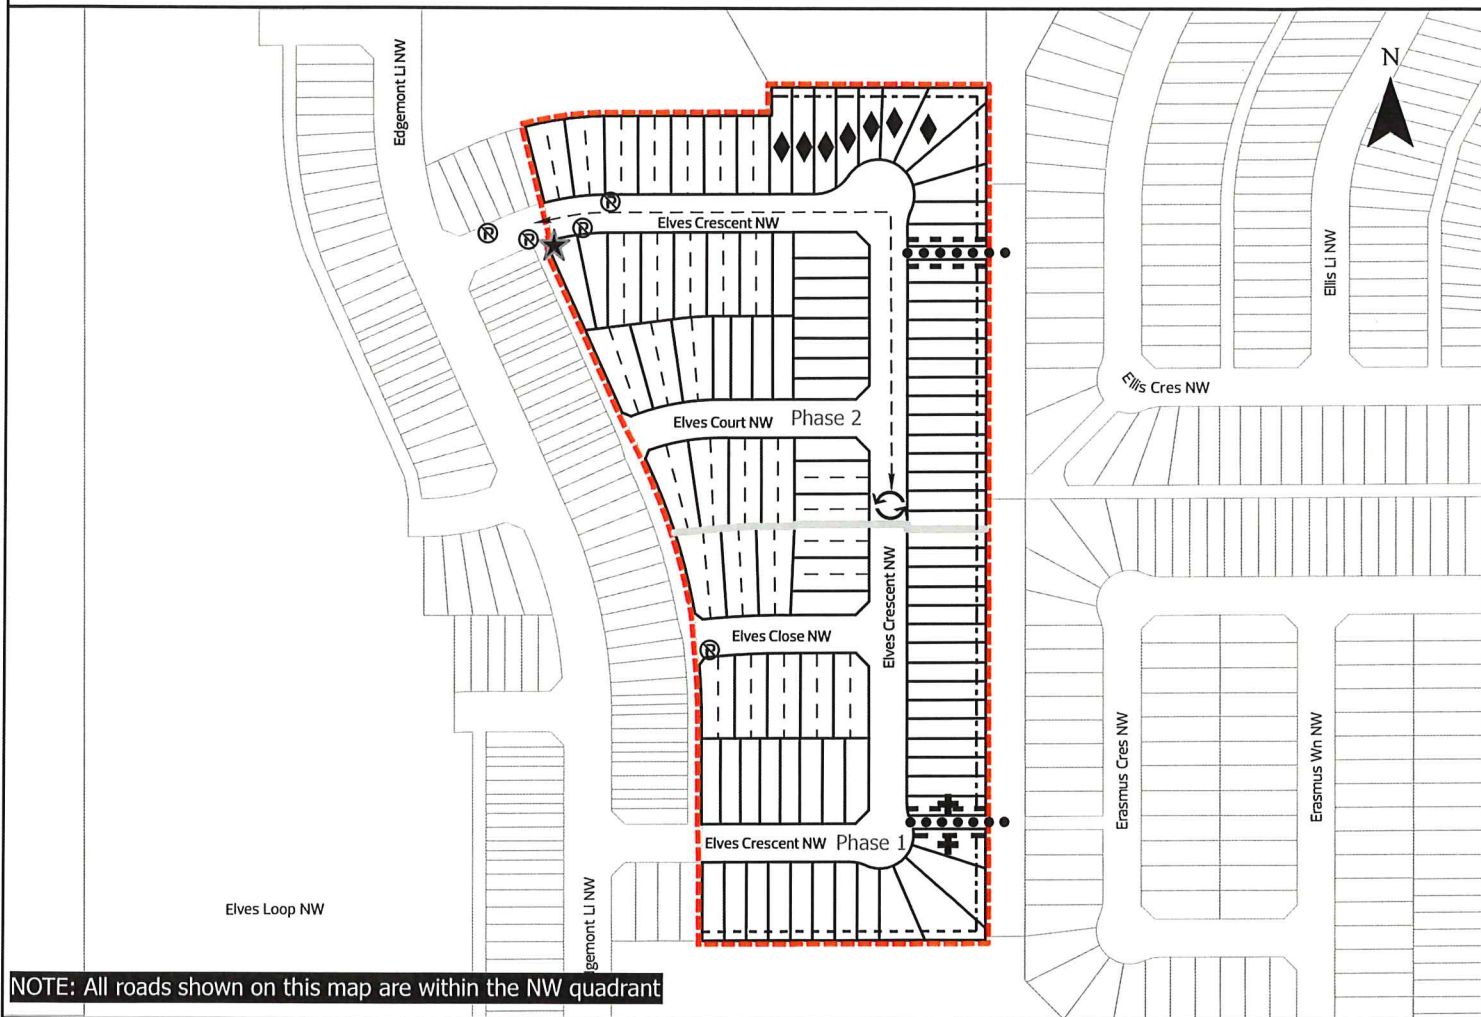 Edgemont Li NW
N
Elves Crescent NW
Ellis Li NW
Ellis Cres NW
Elves Court NW
Phase 2
Elves Crescent NW
Elves Close NW
Erasmus Cres NW
Erasmus Wn NW
Elves Crescent NW
Phase 1
Elves Loop NW
gemont Li NW
NOTE: All roads shown on this map are within the NW quadrant
R
R
R
R
R